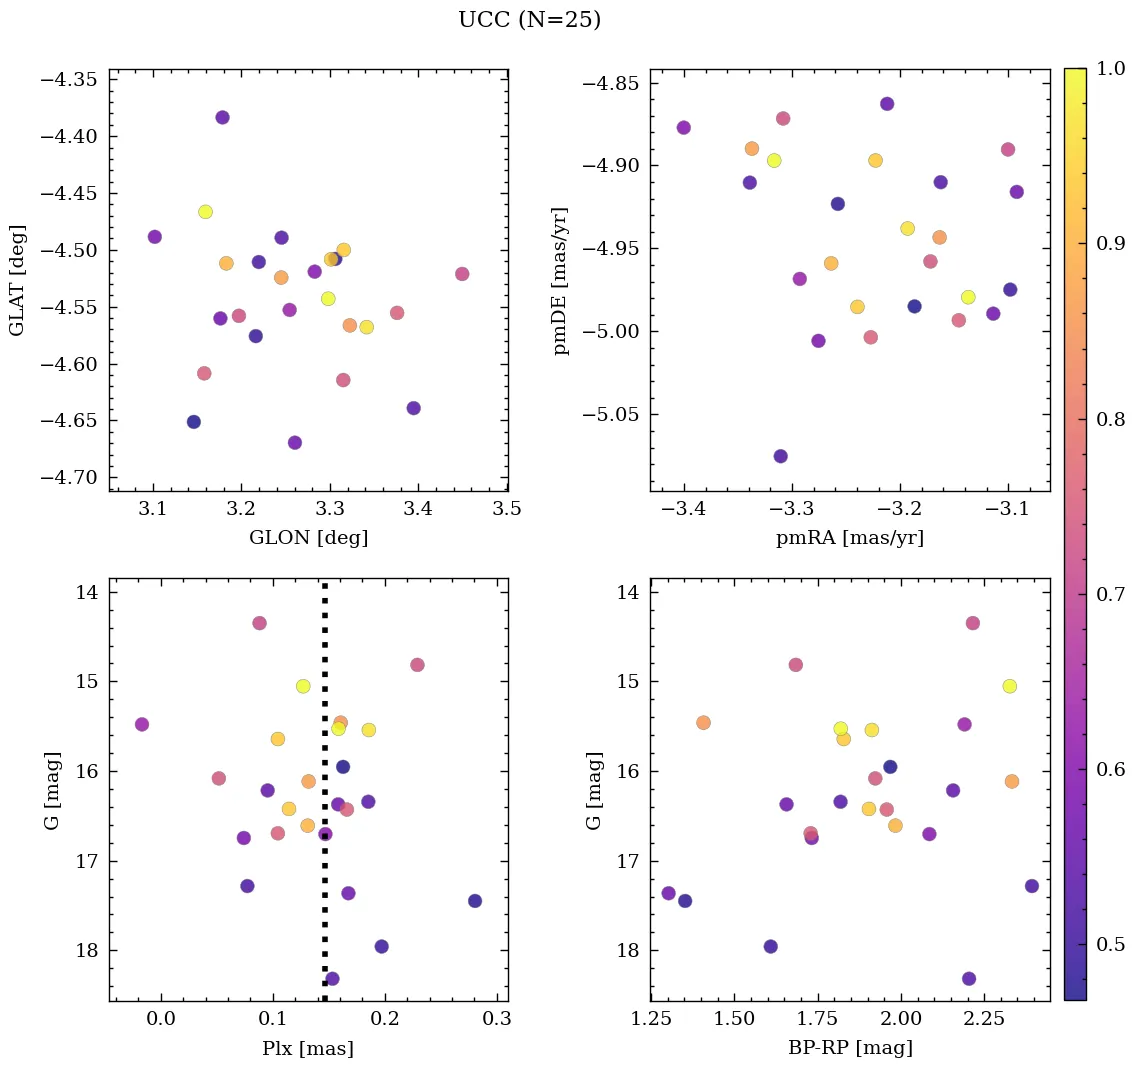 UCC (N=25)
−4.35
−4.40
−4.45
−4.50
−4.55
−4.60
−4.65
−4.70
GLAT [deg]
3.1 3.2 3.3 3.4 3.5
GLON [deg]
−4.85
−4.90
−4.95
−5.00
−5.05
pmDE [mas/yr]
−3.4 −3.3 −3.2 −3.1
pmRA [mas/yr]
14
15
16
17
18
G [mag]
0.0 0.1 0.2 0.3
Plx [mas]
14
15
16
17
18
G [mag]
1.25 1.50 1.75 2.00 2.25
BP-RP [mag]
1.0
0.9
0.8
0.7
0.6
0.5